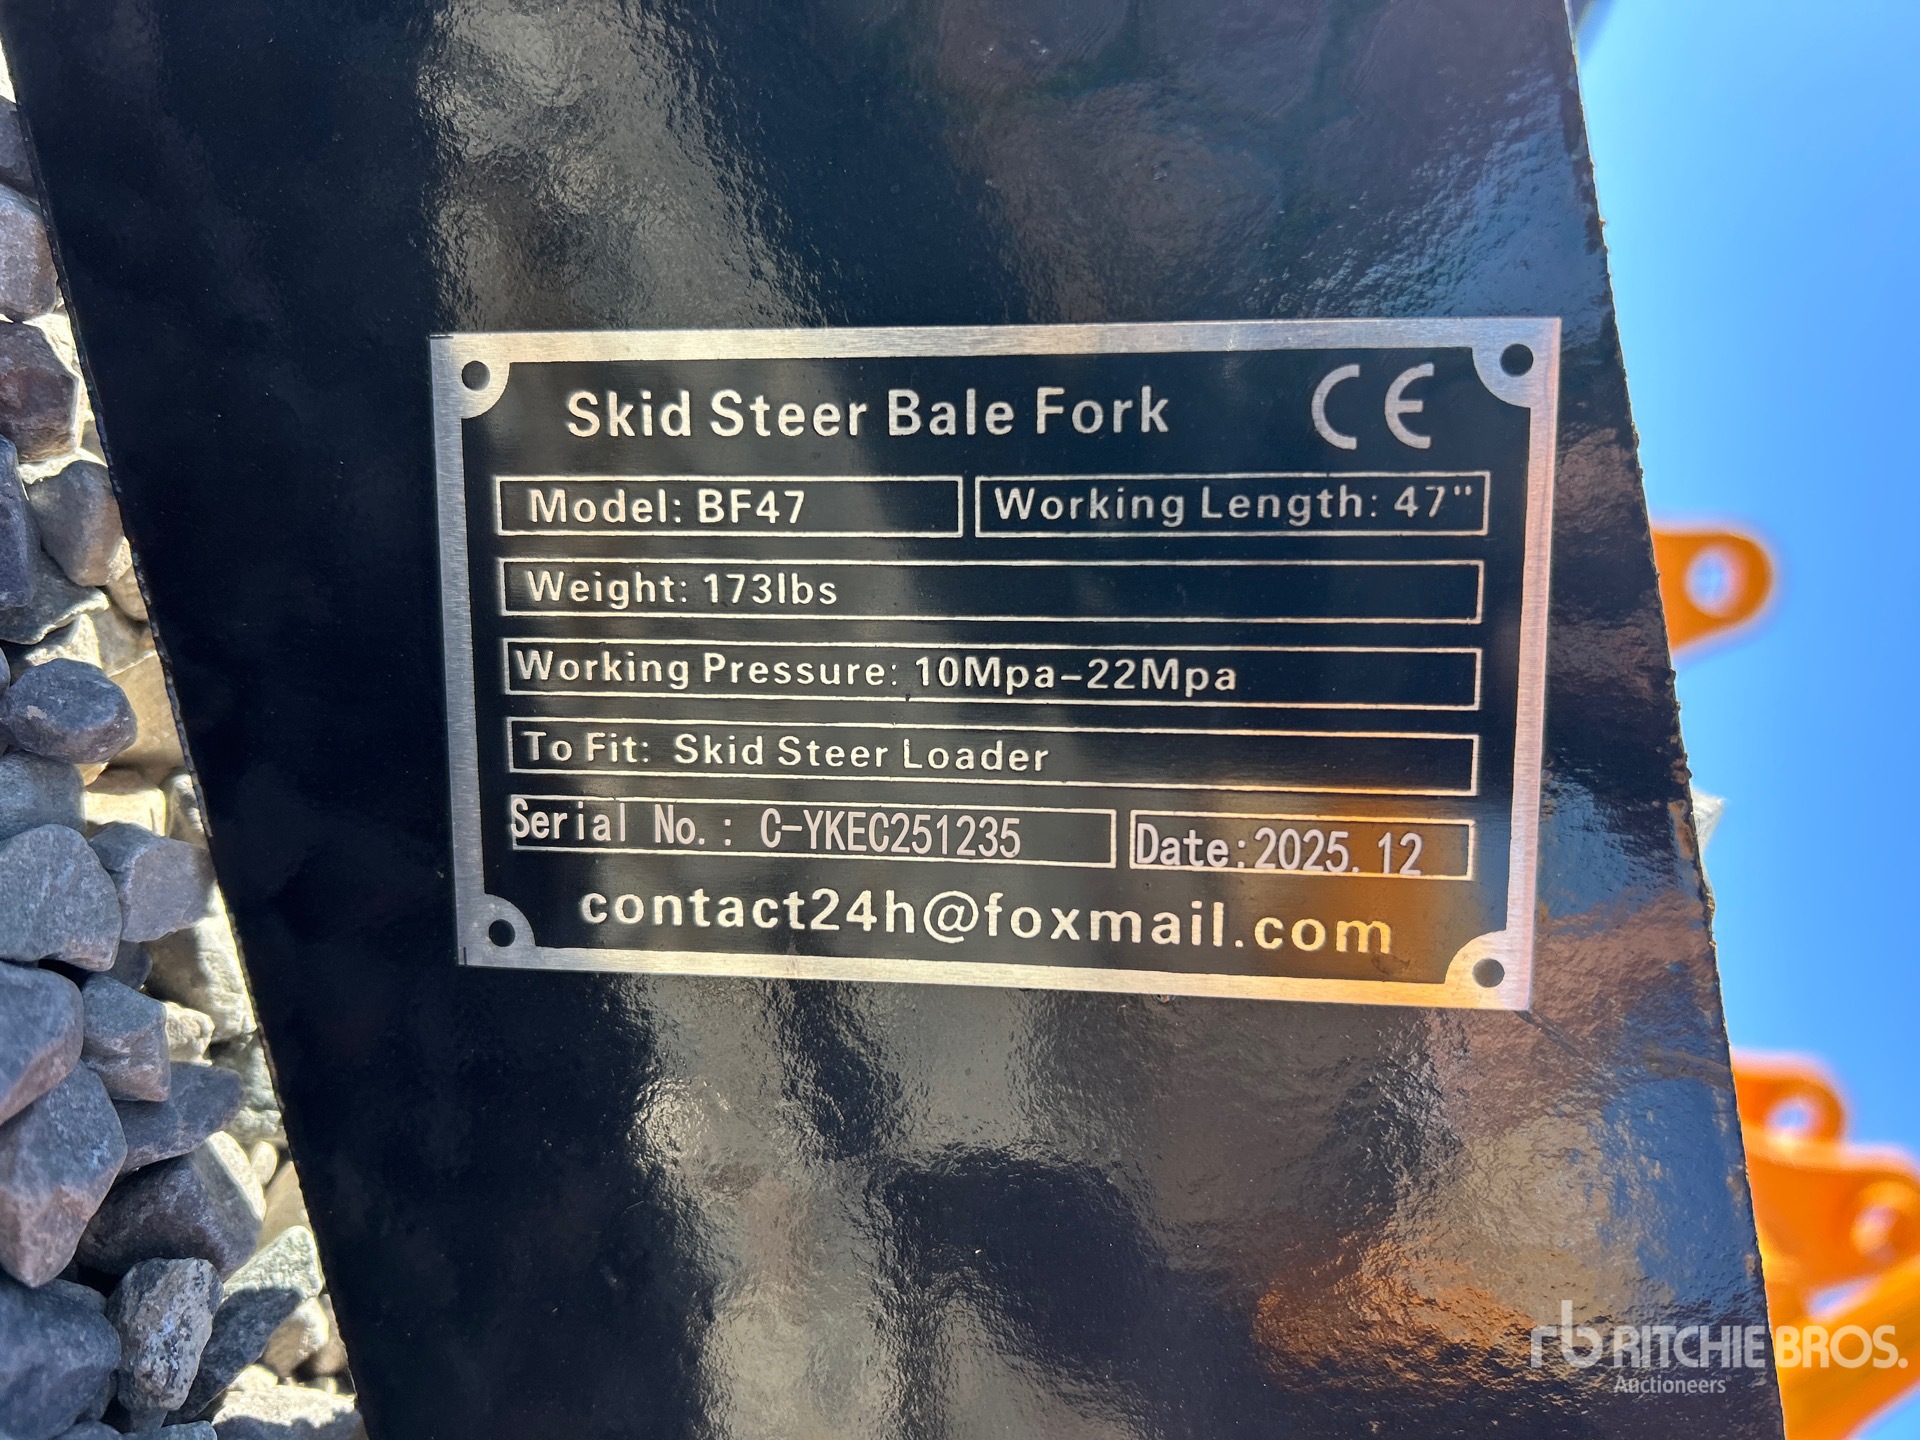 Skid Steer Bale Fork CE
Model: BF47 Working Length: 47"
Weight: 173lbs
Working Pressure: 10Mpa-22Mpa
To Fit: Skid Steer Loader
Serial No.: C-YKEC251235 Date:2025.12
contact24h@foxmail.com
rb RITCHIE BROS.
Auctioneers